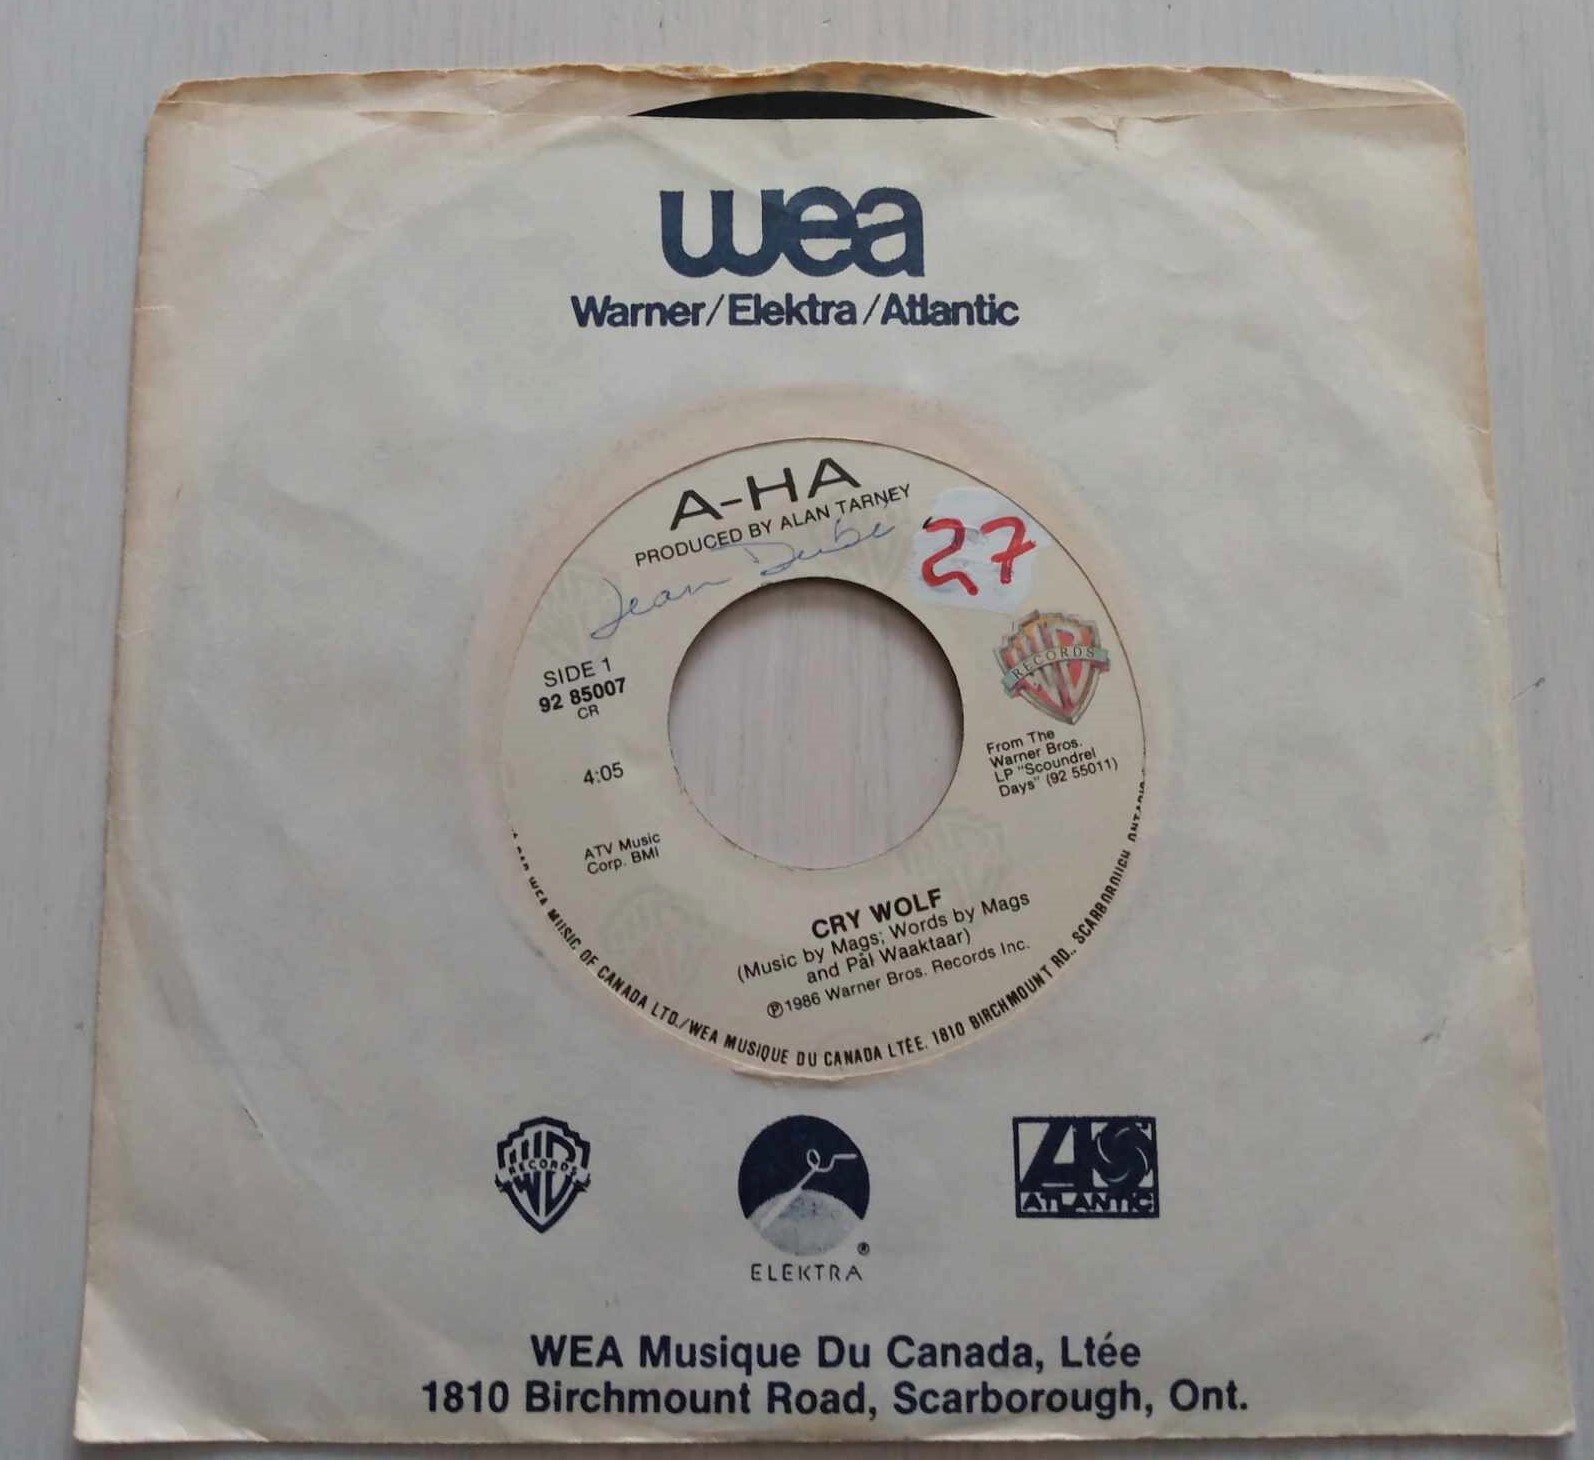 wea
Warner/Elektra/Atlantic
A-HA
PRODUCED BY ALAN TARNEY
Jean Dubé
27
SIDE 1
92 85007
CR
4:05
ATV Music
Corp. BMI
RECORDS
From The
Warner Bros.
LP "Scoundrel
Days" (92 55011)
CRY WOLF
(Music by Mags; Words by Mags
and Pål Waaktaar)
℗1986 Warner Bros. Records Inc.
WEA MUSIC OF CANADA LTD./WEA MUSIQUE DU CANADA LTÉE. 1810 BIRCHMOUNT RD., SCARBOROUGH, ONTARIO
RECORDS
ELEKTRA
®
ATLANTIC
WEA Musique Du Canada, Ltée
1810 Birchmount Road, Scarborough, Ont.